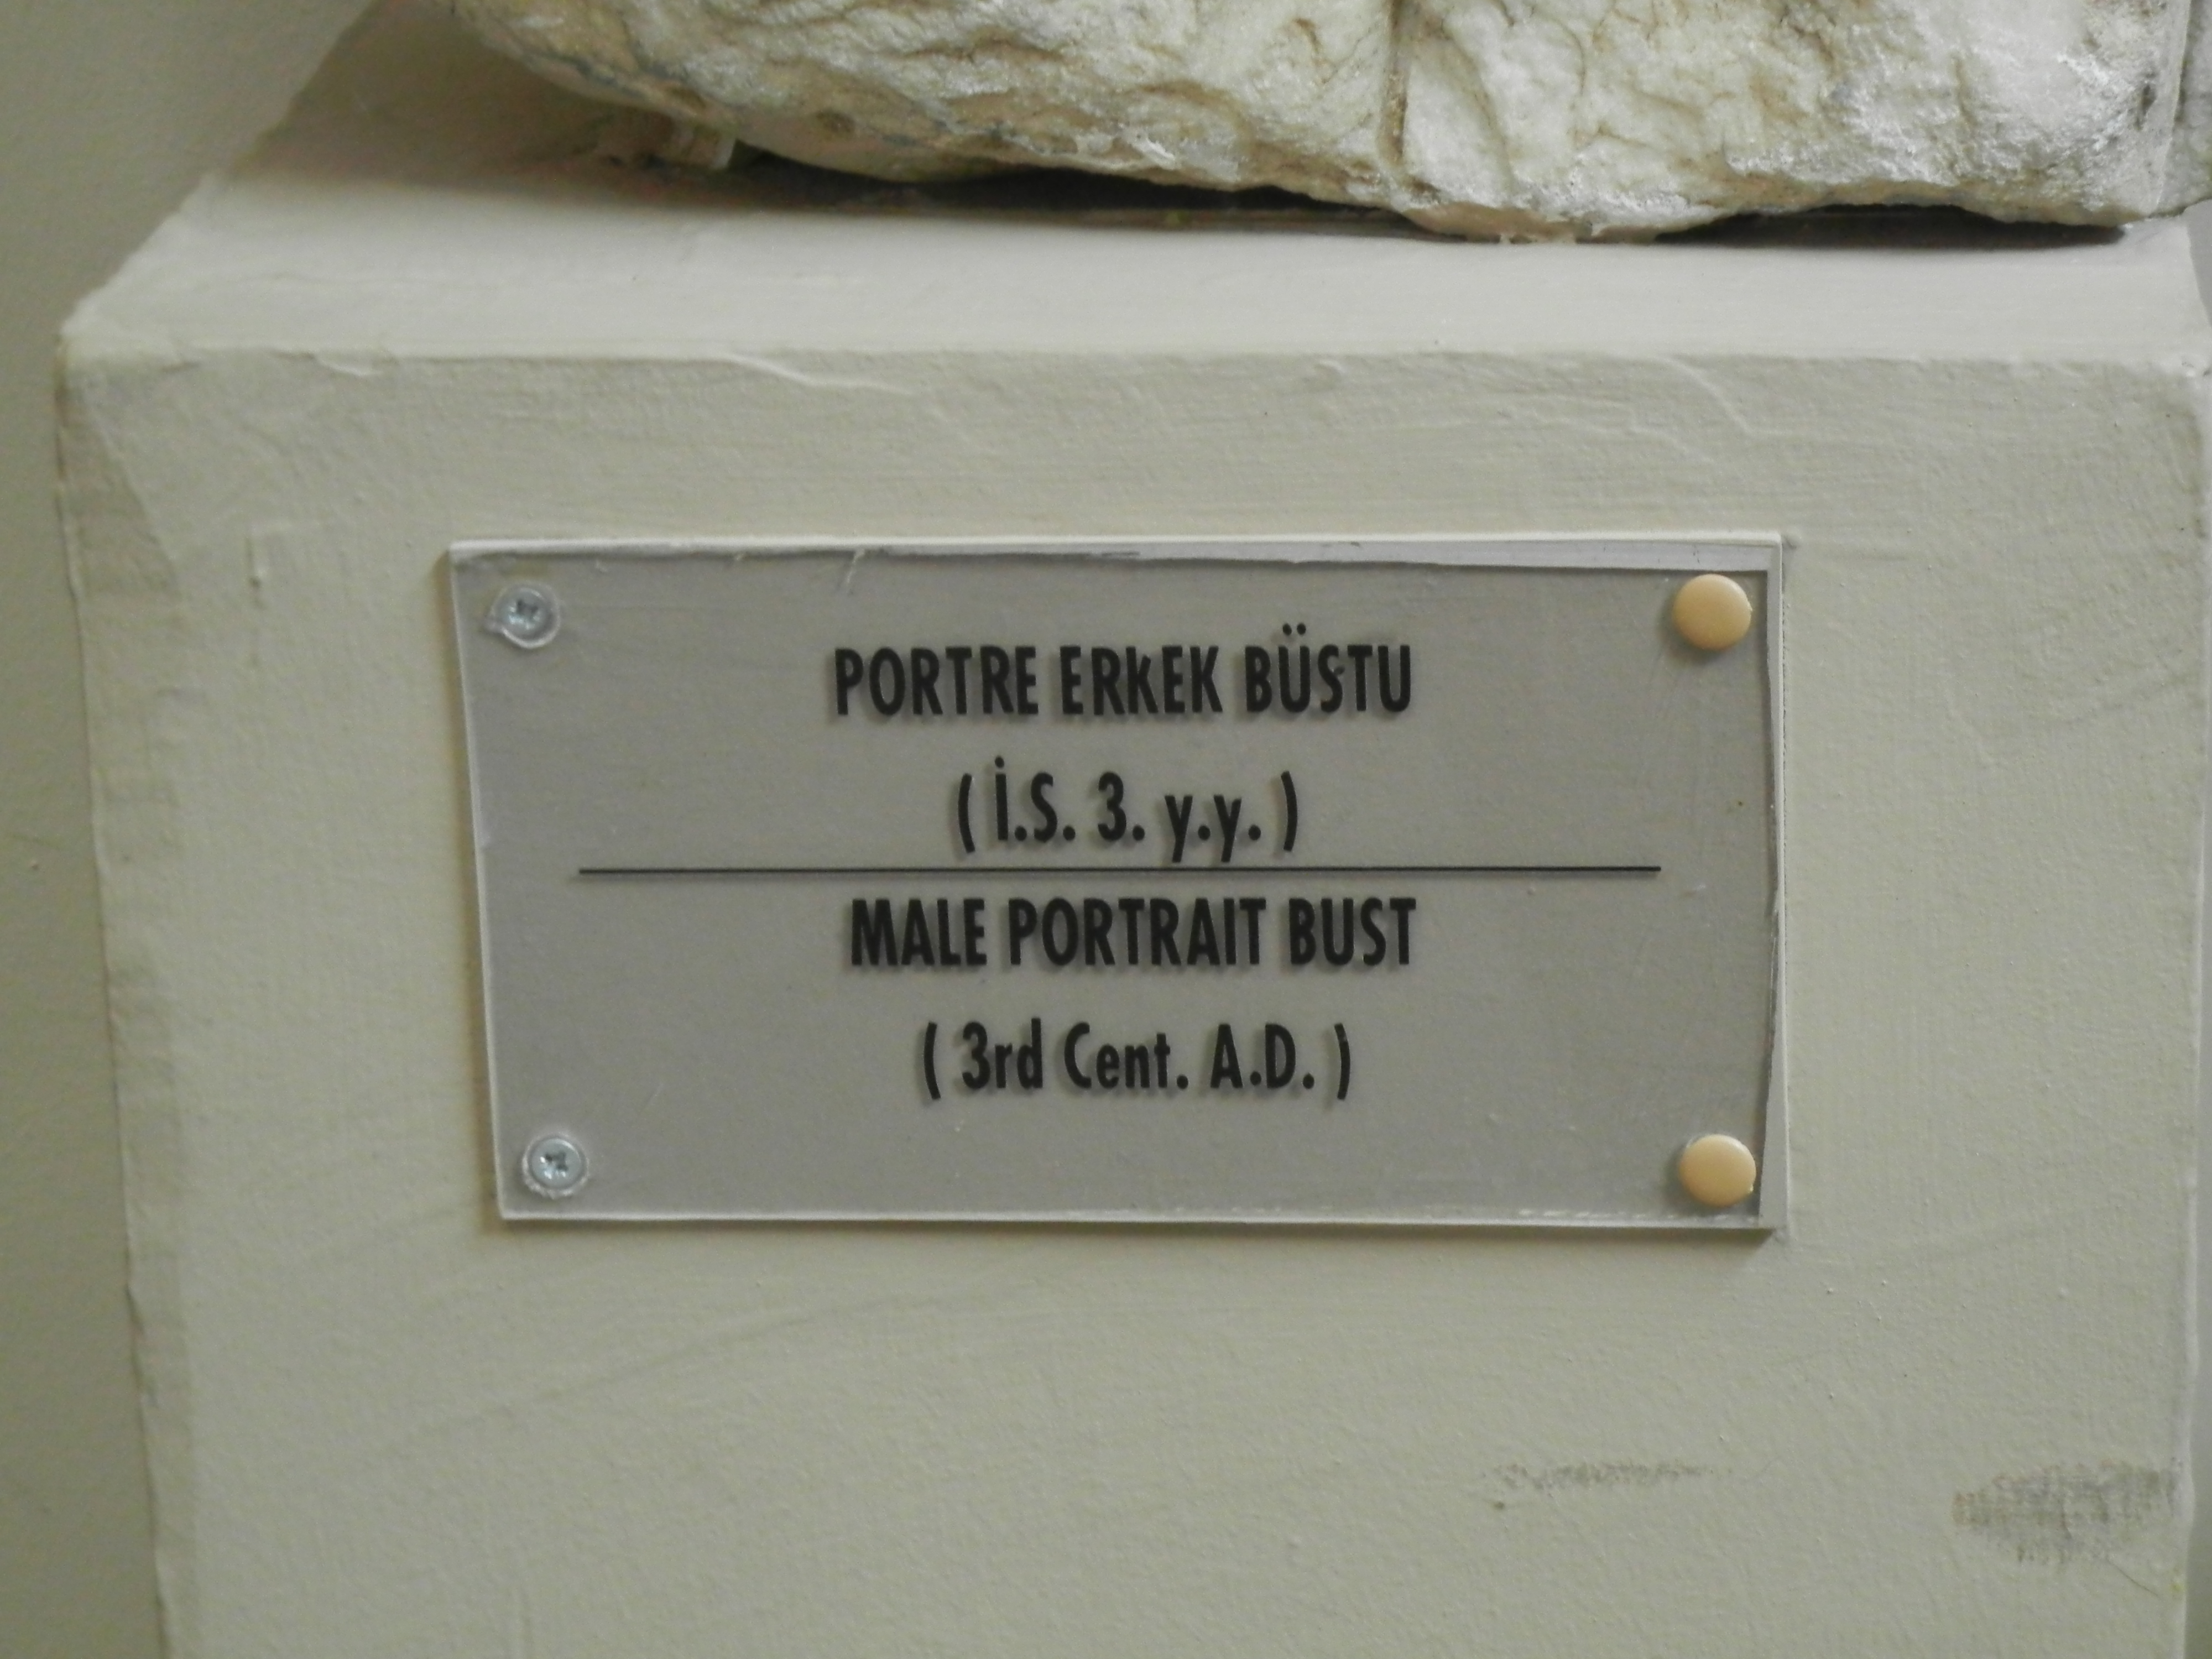 PORTRE ERKEK BÜSTU
( İ.S. 3. y.y. )
MALE PORTRAIT BUST
( 3rd Cent. A.D. )